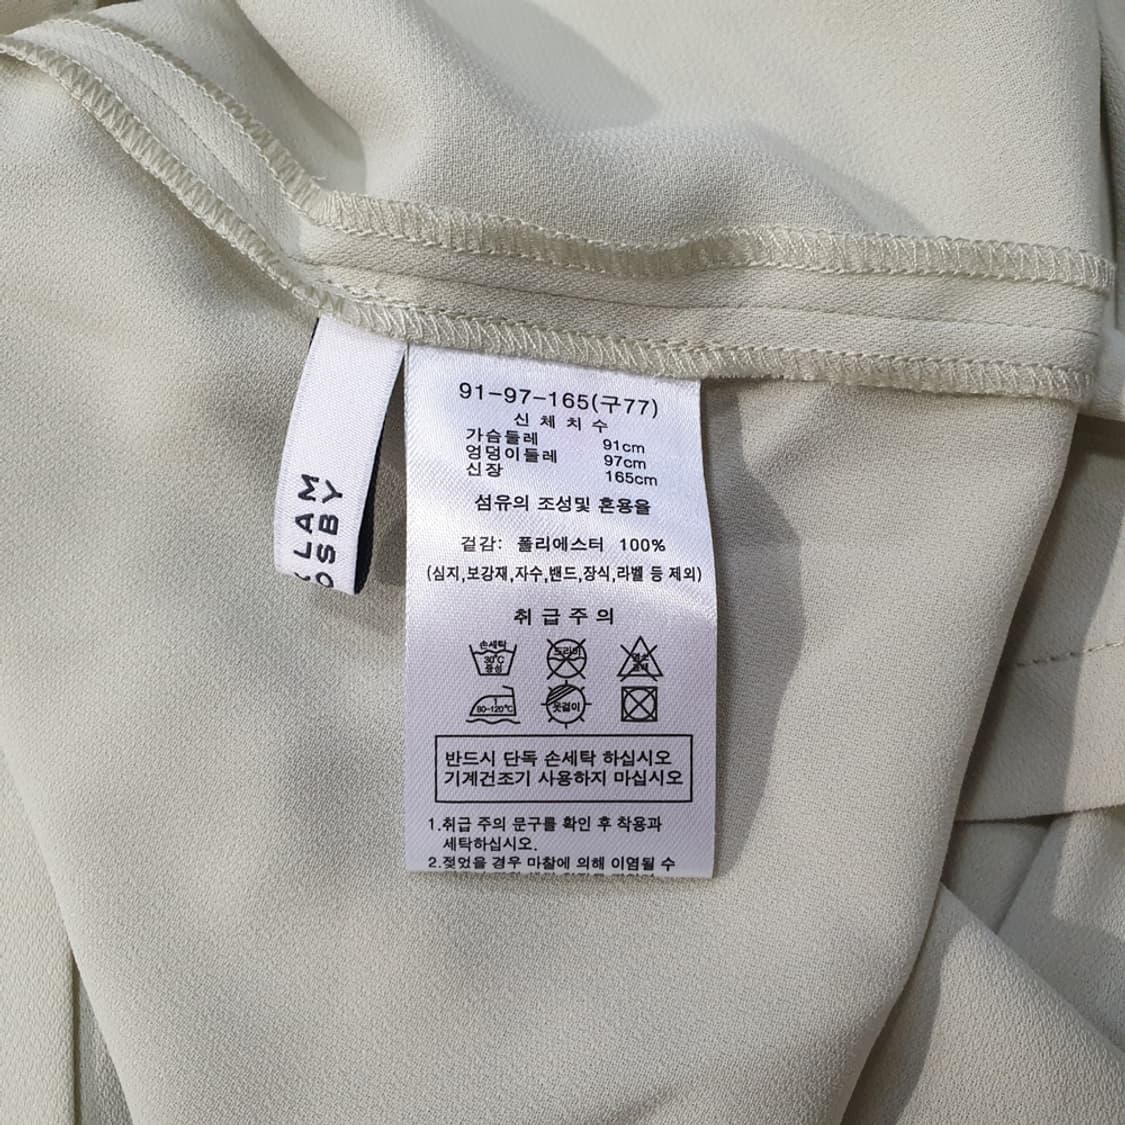 LAM
OSBY
91-97-165(구77)
신 체 치 수
가슴둘레 91cm
엉덩이둘레 97cm
신장 165cm
섬유의 조성및 혼용율
겉감: 폴리에스터 100%
(심지,보강재,자수,밴드,장식,라벨 등 제외)
취 급 주 의
손세탁 30°C 중성
드라이
염소 표백
1 80~120°C
옷걸이
반드시 단독 손세탁 하십시오
기계건조기 사용하지 마십시오
1.취급 주의 문구를 확인 후 착용과
세탁하십시오.
2.젖었을 경우 마찰에 의해 이염될 수